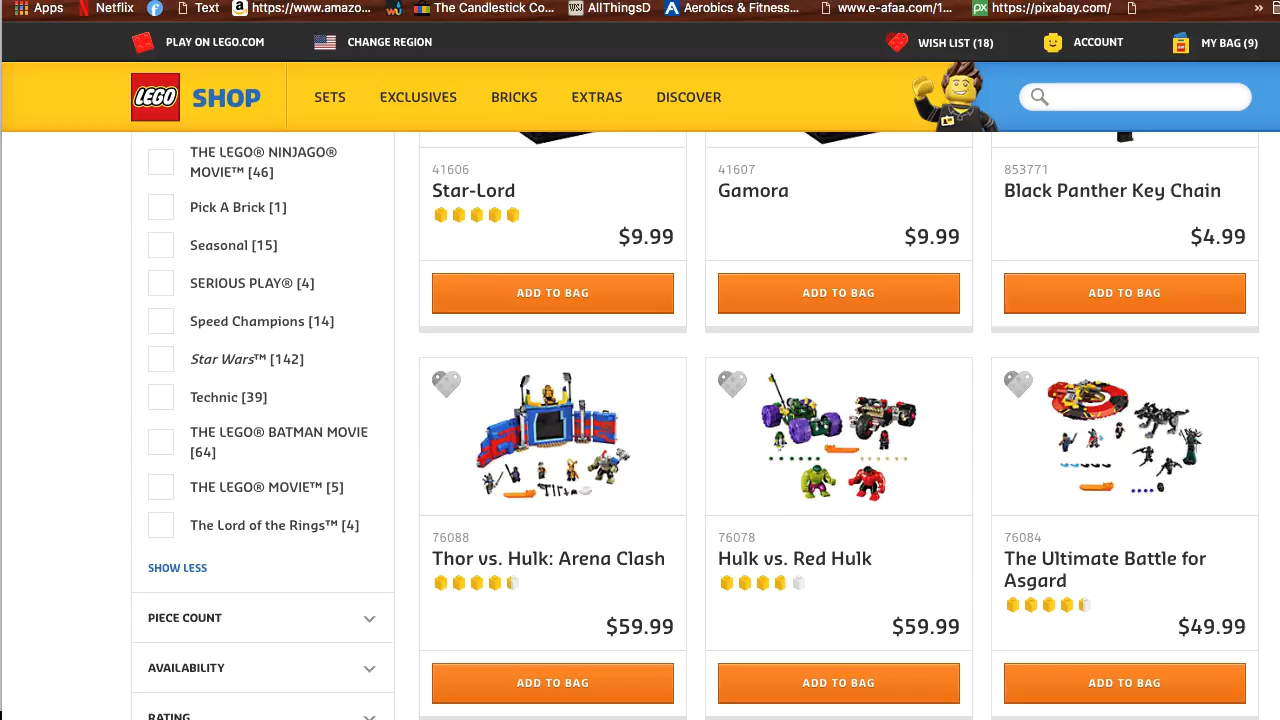 Apps
Netflix
Text
https://www.amazo...
The Candlestick Co...
WSJ
AllThingsD
A
Aerobics & Fitness...
www.e-afaa.com/1...
px
https://pixabay.com/
»
PLAY ON LEGO.COM
CHANGE REGION
WISH LIST (18)
ACCOUNT
MY BAG (9)
LEGO
SHOP
SETS
EXCLUSIVES
BRICKS
EXTRAS
DISCOVER
THE LEGO® NINJAGO®
MOVIE™ [46]
Pick A Brick [1]
Seasonal [15]
SERIOUS PLAY® [4]
Speed Champions [14]
Star Wars™ [142]
Technic [39]
THE LEGO® BATMAN MOVIE
[64]
THE LEGO® MOVIE™ [5]
The Lord of the Rings™ [4]
SHOW LESS
PIECE COUNT
AVAILABILITY
RATING
41606
Star-Lord
$9.99
ADD TO BAG
41607
Gamora
$9.99
ADD TO BAG
853771
Black Panther Key Chain
$4.99
ADD TO BAG
76088
Thor vs. Hulk: Arena Clash
$59.99
ADD TO BAG
76078
Hulk vs. Red Hulk
$59.99
ADD TO BAG
76084
The Ultimate Battle for
Asgard
$49.99
ADD TO BAG